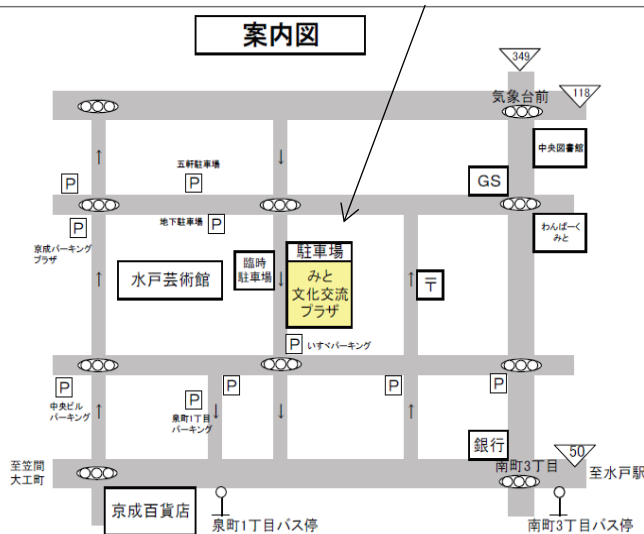 案内図
349
気象台前
118
中央図書館
五軒駐車場
P
P
GS
地下駐車場
P
P
京成パーキング
プラザ
わんぱーく
みと
駐車場
臨時
駐車場
水戸芸術館
みと
文化交流
プラザ
〒
P
いすゞパーキング
P
中央ビル
パーキング
P
泉町1丁目
パーキング
P
P
P
銀行
50
至笠間
大工町
南町3丁目
至水戸駅
京成百貨店
泉町1丁目バス停
南町3丁目バス停